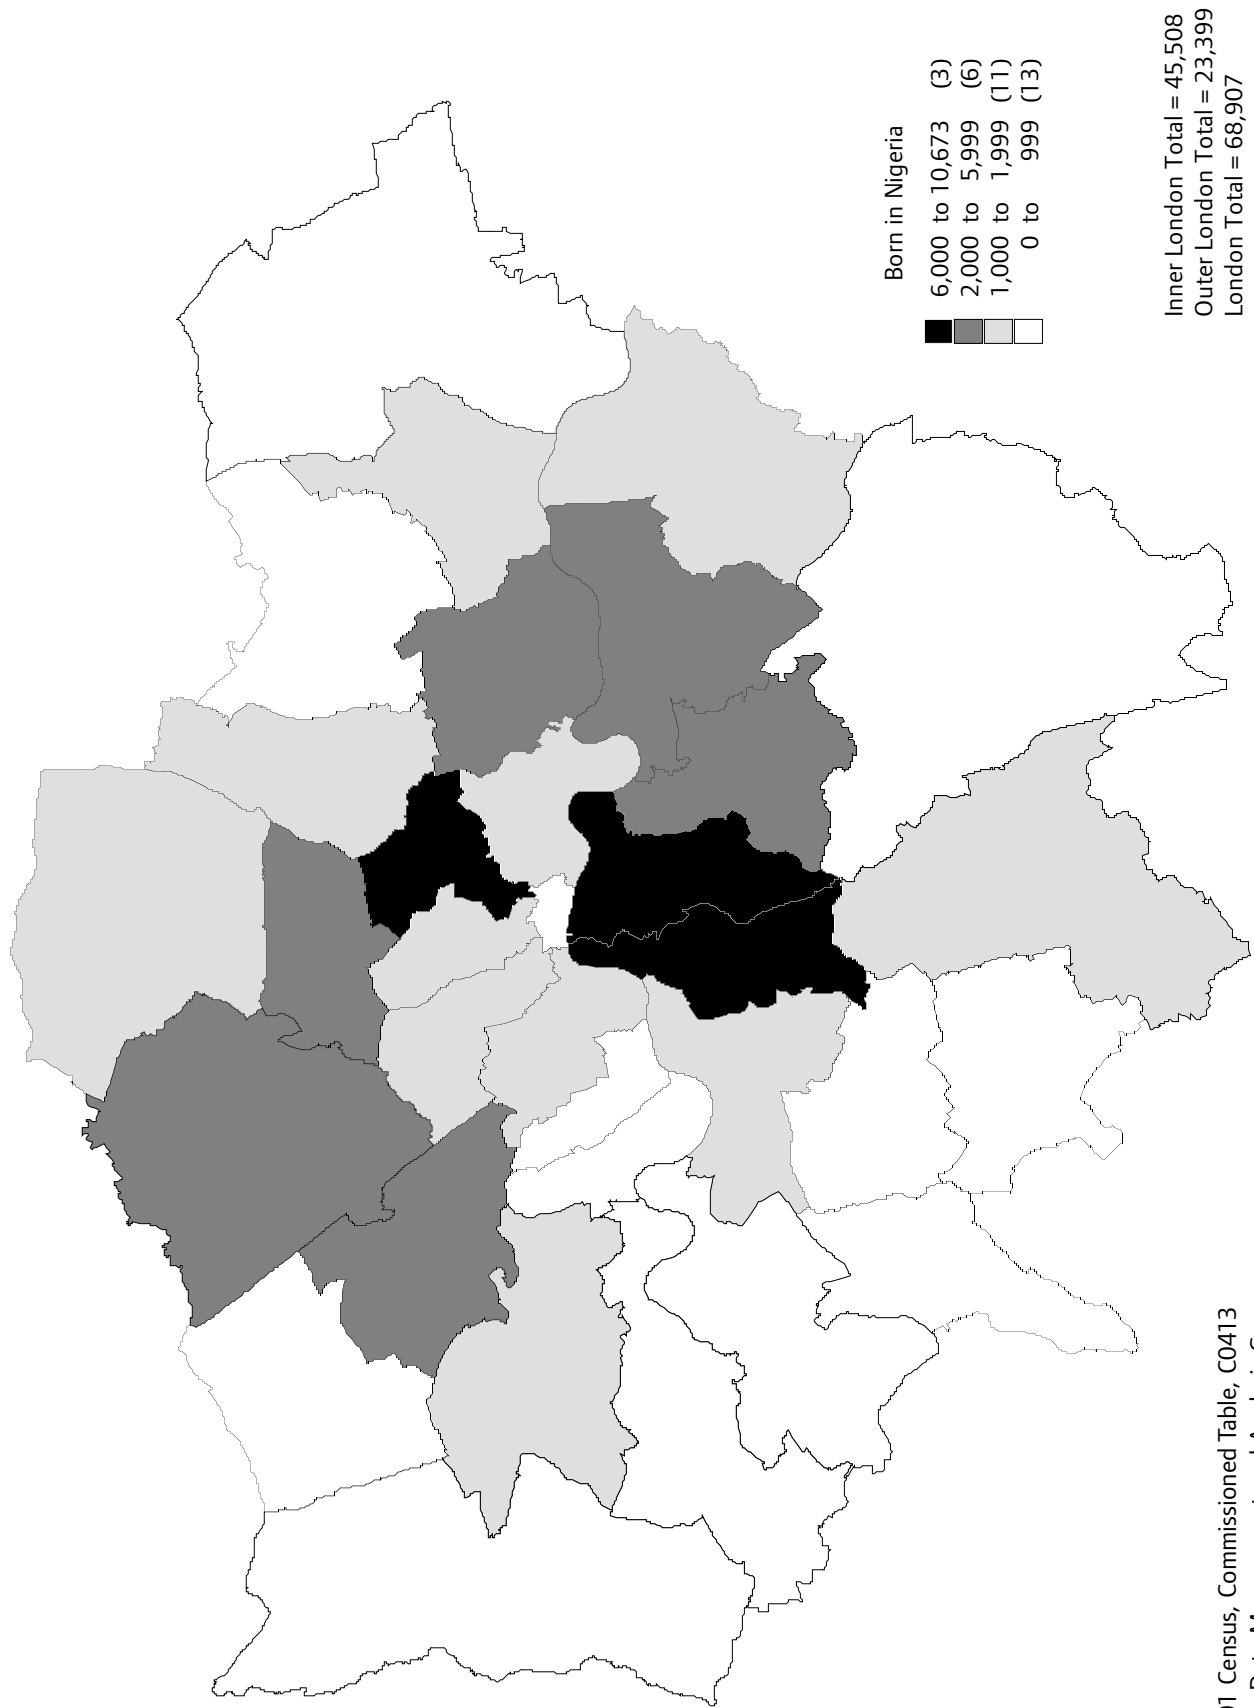 Born in Nigeria
6,000 to 10,673 (3)
2,000 to 5,999 (6)
1,000 to 1,999 (11)
0 to 999 (13)
Inner London Total = 45,508
Outer London Total = 23,399
London Total = 68,907
Census, Commissioned Table, C0413